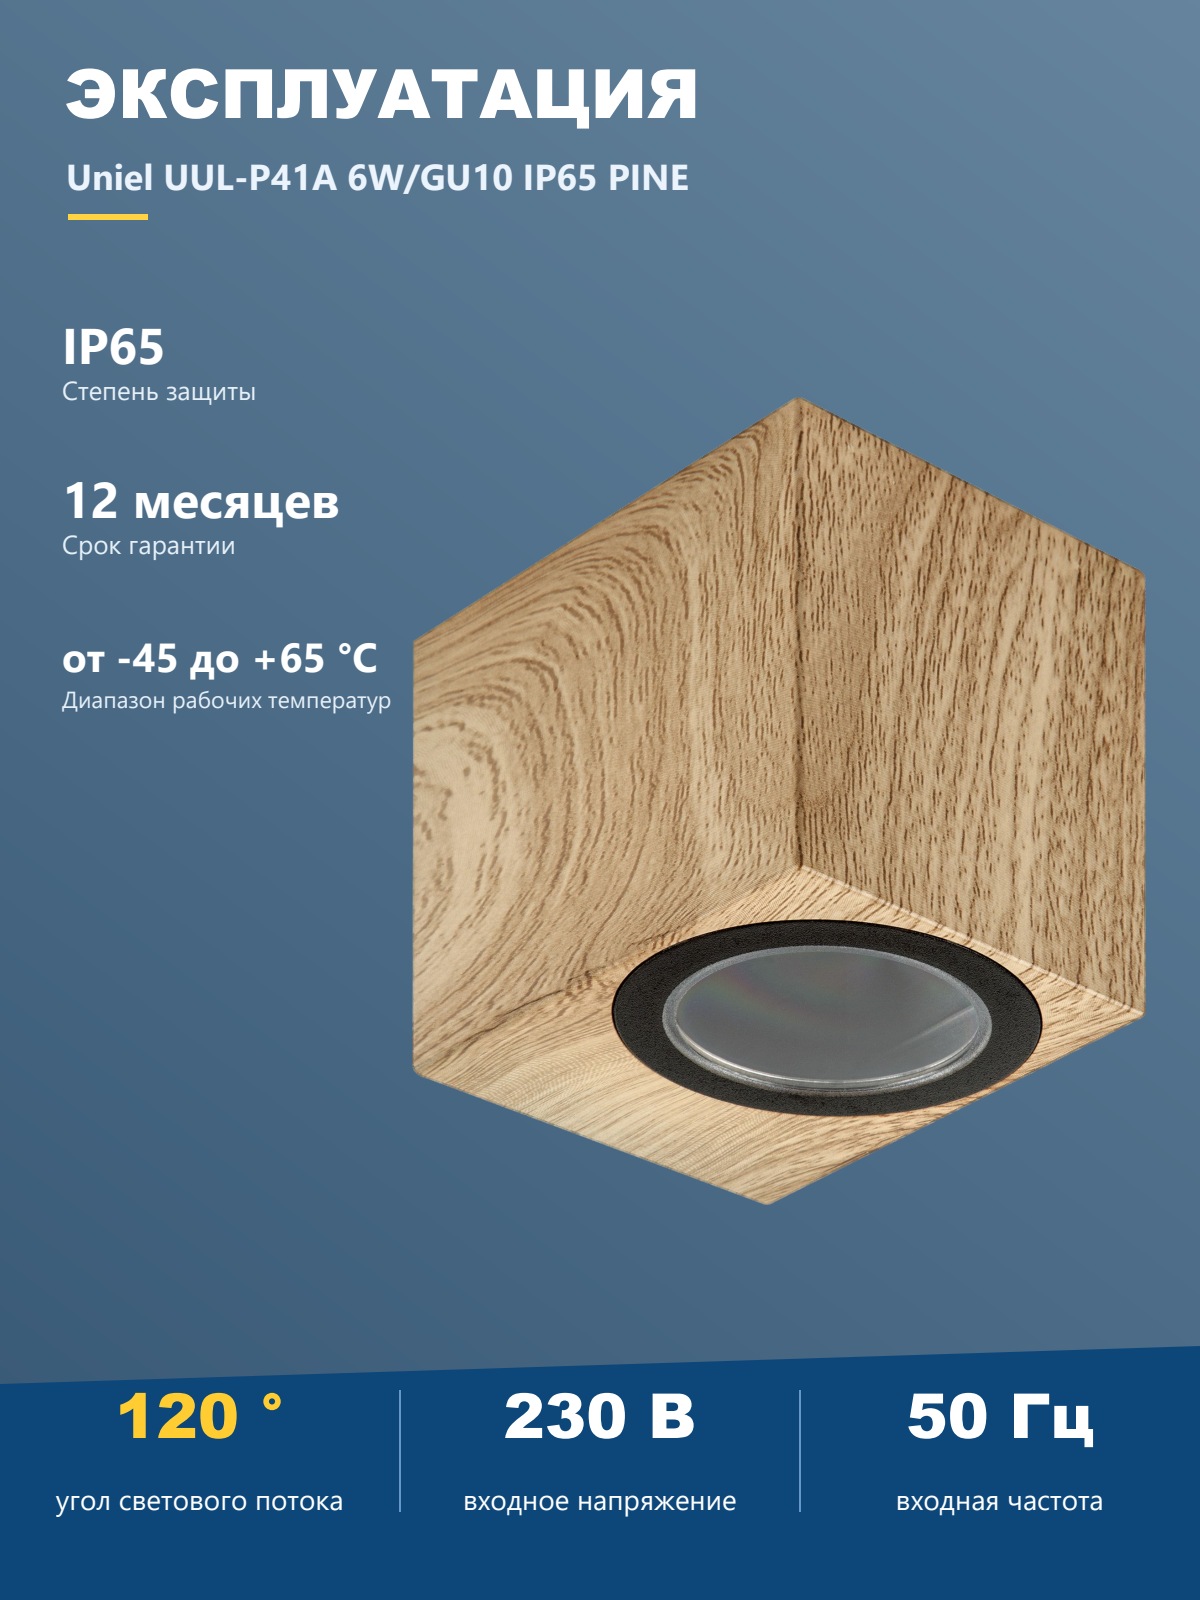 ЭКСПЛУАТАЦИЯ
Uniel UUL-P41A 6W/GU10 IP65 PINE
IP65
Степень защиты
12 месяцев
Срок гарантии
от -45 до +65 °C
Диапазон рабочих температур
120 °
угол светового потока
230 В
входное напряжение
50 Гц
входная частота